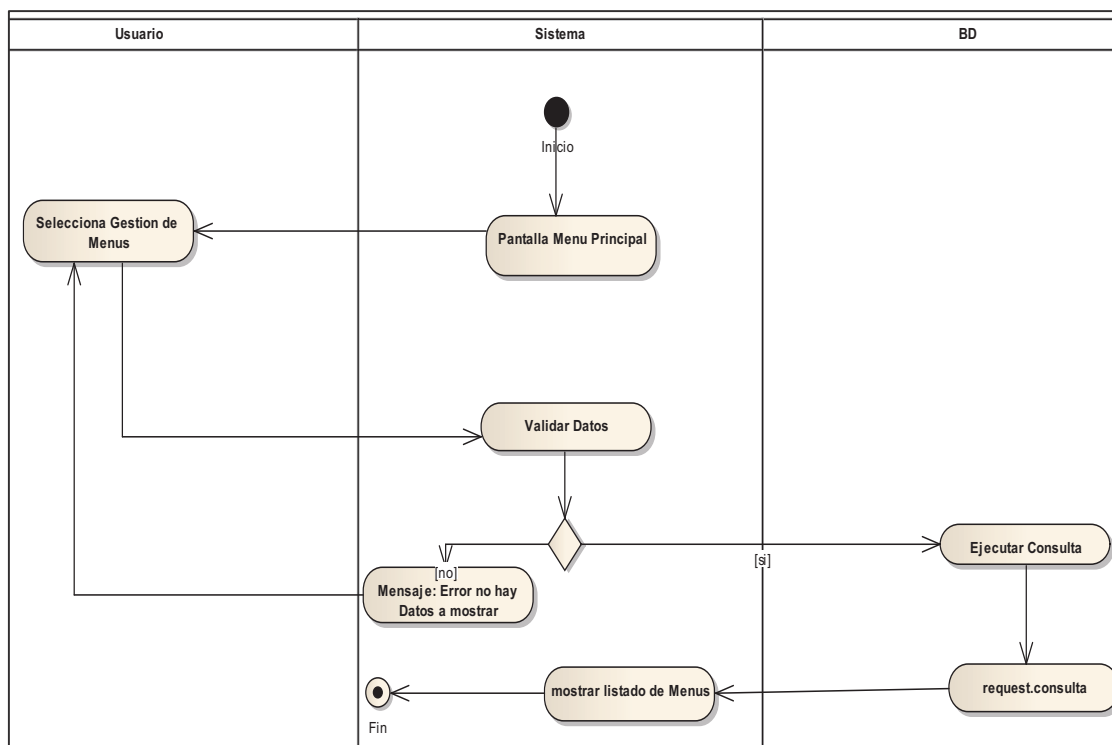 Usuario
Sistema
BD
Inicio
Selecciona Gestion de
Menus
Pantalla Menu Principal
Validar Datos
[no]
[si]
Ejecutar Consulta
Mensaje: Error no hay
Datos a mostrar
mostrar listado de Menus
request.consulta
Fin